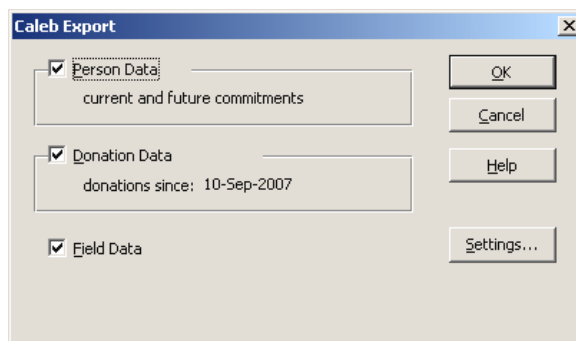 Caleb Export
Person Data
current and future commitments
Donation Data
donations since: 10-Sep-2007
Field Data
OK
Cancel
Help
Settings...